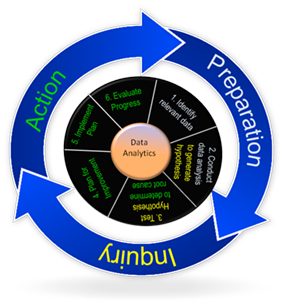 Preparation
Inquiry
Action
Data
Analytics
1. Identify
relevant data
2. Conduct
data analysis
to generate
hypothesis
3. Test
Hypothesis
to determine
root cause
4 Plan for
Improvement
5. Implement
Plan
6. Evaluate
Progress